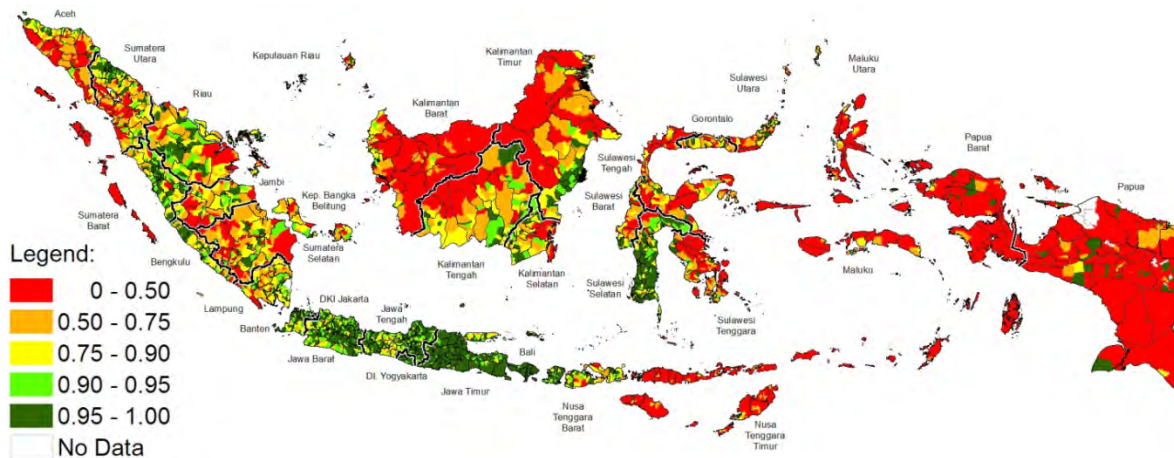 Aceh
Sumatera
Utara
Kepulauan Riau
Riau
Kalimantan
Timur
Kalimantan
Barat
Sulawesi
Utara
Gorontalo
Maluku
Utara
Papua
Barat
Papua
Sulawesi
Tengah
Sulawesi
Barat
Jambi
Kep. Bangka
Belitung
Sumatera
Barat
Sumatera
Selatan
Bengkulu
Kalimantan
Tengah
Kalimantan
Selatan
Sulawesi
Selatan
Maluku
Lampung
DKI Jakarta
Banten
Jawa
Tengah
Sulawesi
Tenggara
Jawa Barat
Bali
DI. Yogyakarta
Jawa Timur
Nusa
Tenggara
Barat
Nusa
Tenggara
Timur
Legend:
0 - 0.50
0.50 - 0.75
0.75 - 0.90
0.90 - 0.95
0.95 - 1.00
No Data